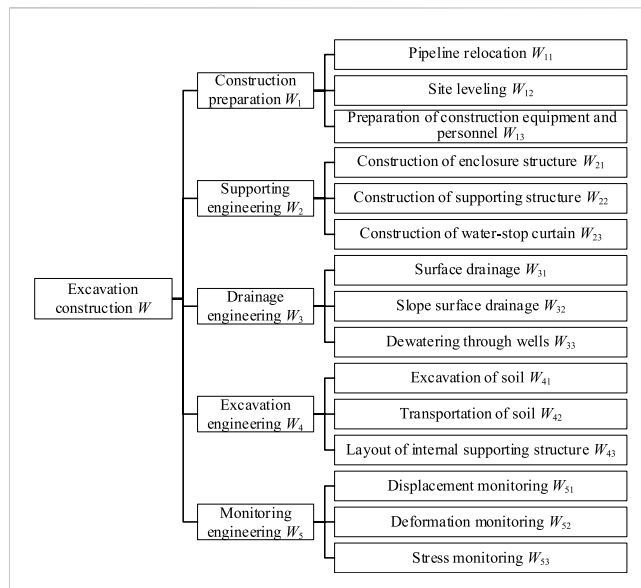 Excavation
construction W
Construction
preparation W₁
Pipeline relocation W₁₁
Site leveling W₁₂
Preparation of construction equipment and
personnel W₁₃
Supporting
engineering W₂
Construction of enclosure structure W₂₁
Construction of supporting structure W₂₂
Construction of water-stop curtain W₂₃
Drainage
engineering W₃
Surface drainage W₃₁
Slope surface drainage W₃₂
Dewatering through wells W₃₃
Excavation
engineering W₄
Excavation of soil W₄₁
Transportation of soil W₄₂
Layout of internal supporting structure W₄₃
Monitoring
engineering W₅
Displacement monitoring W₅₁
Deformation monitoring W₅₂
Stress monitoring W₅₃